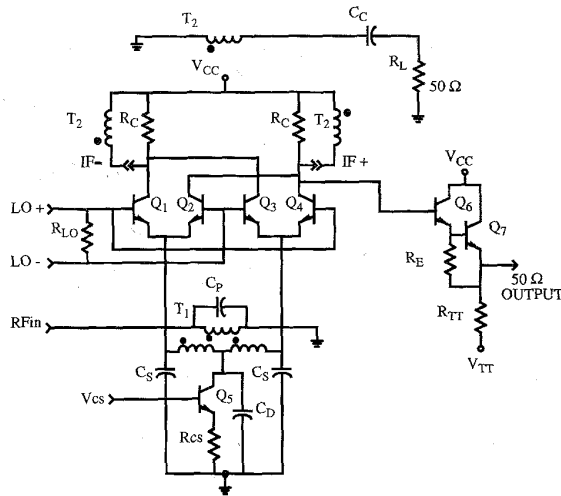 T2
CC
RL
50 Ω
VCC
T2
RC
RC
T2
IF-
IF +
VCC
Q1
Q2
Q3
Q4
Q6
Q7
LO +
RLO
LO -
RE
50 Ω
OUTPUT
CP
T1
RFin
RTT
VTT
CS
CS
Q5
Vcs
CD
Rcs